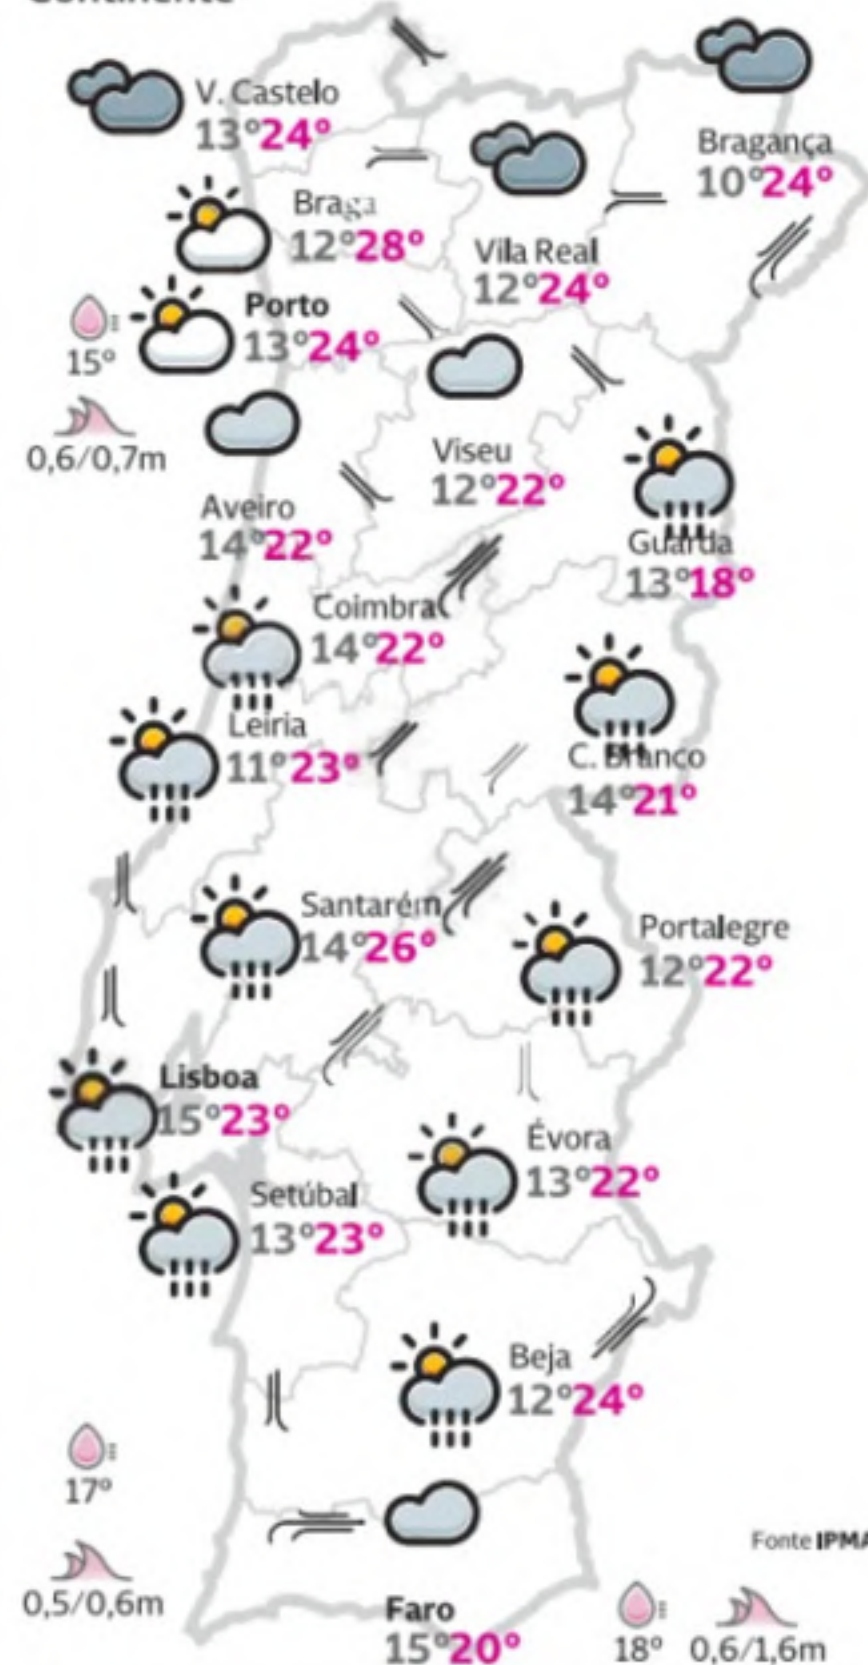 Continente
V. Castelo
13° 24°
Bragança
10° 24°
Braga
12° 28°
Vila Real
12° 24°
Porto
13° 24°
15°
0,6/0,7m
Viseu
12° 22°
Aveiro
14° 22°
Guarda
13° 18°
Coimbra
14° 22°
Leiria
11° 23°
C. Branco
14° 21°
Santarém
14° 26°
Portalegre
12° 22°
Lisboa
15° 23°
Évora
13° 22°
Setúbal
13° 23°
Beja
12° 24°
17°
0,5/0,6m
Fonte IPMA
Faro
15° 20°
18°
0,6/1,6m